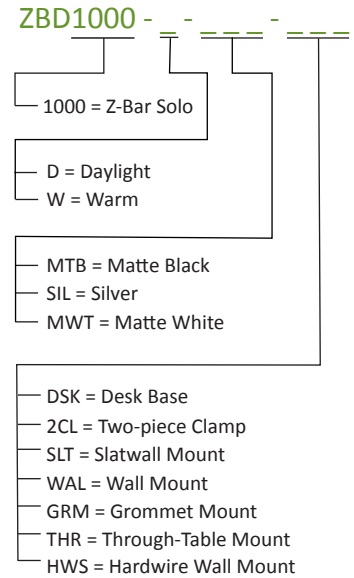 ZBD1000 - _ - _ _ _ - _ _ _
1000 = Z-Bar Solo
D = Daylight
W = Warm
MTB = Matte Black
SIL = Silver
MWT = Matte White
DSK = Desk Base
2CL = Two-piece Clamp
SLT = Slatwall Mount
WAL = Wall Mount
GRM = Grommet Mount
THR = Through-Table Mount
HWS = Hardwire Wall Mount